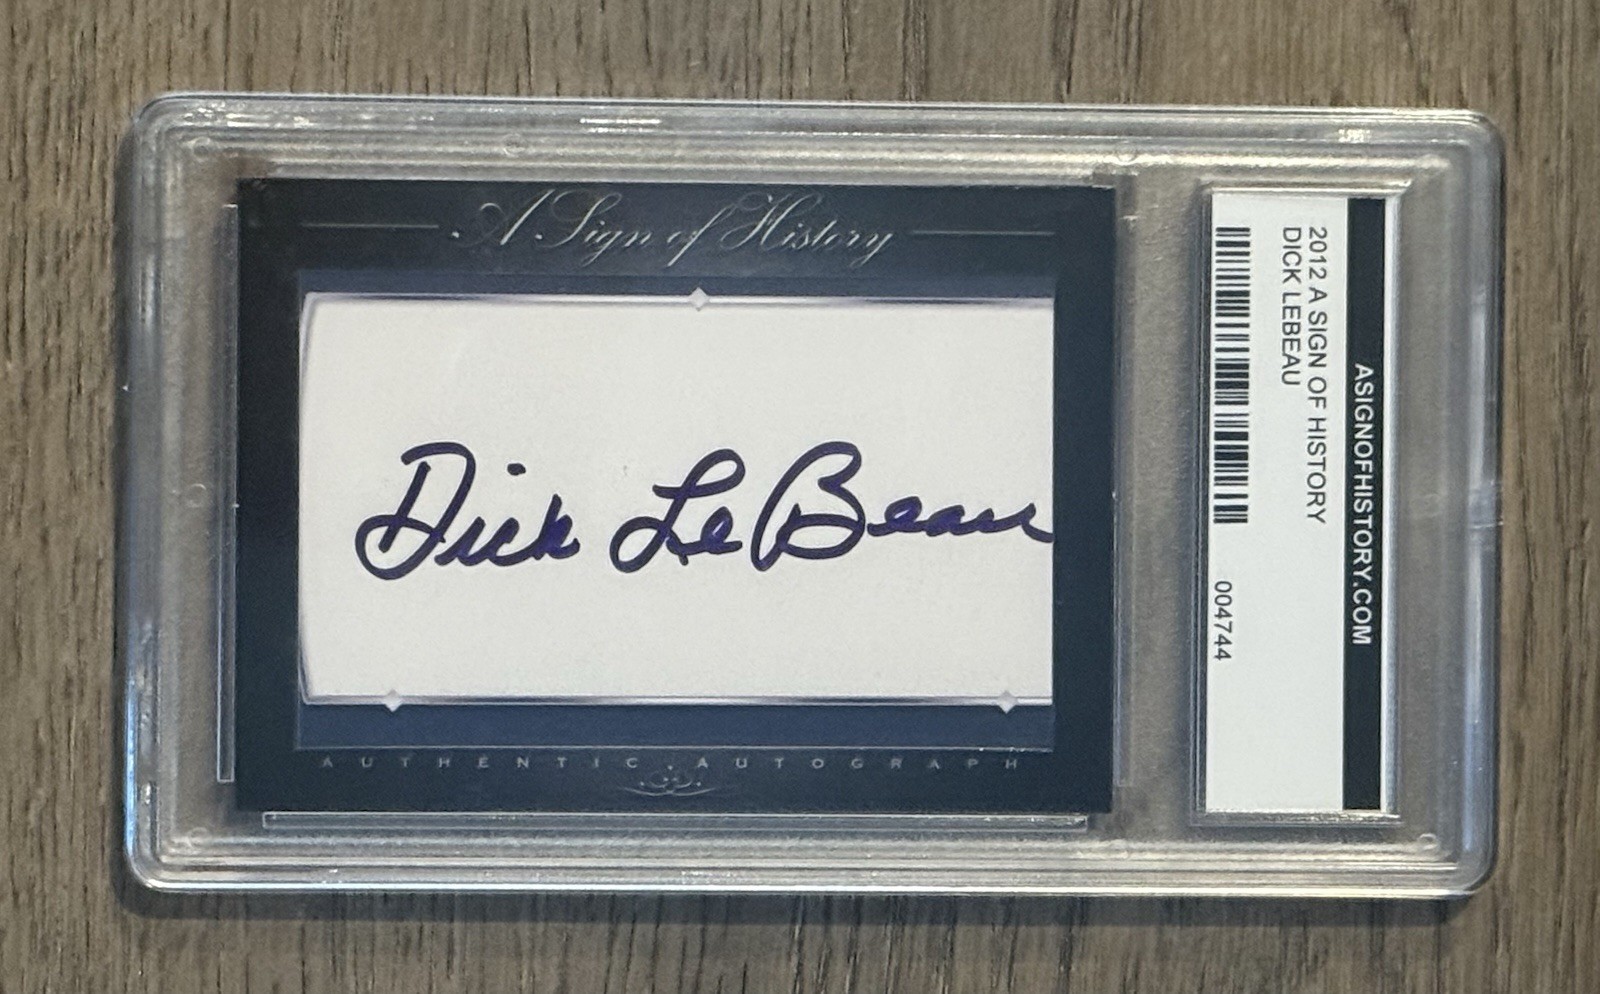 A Sign of History
Dick LeBeau
AUTHENTIC AUTOGRAPH
ASIGNOFHISTORY.COM
2012 A SIGN OF HISTORY
DICK LEBEAU
004744